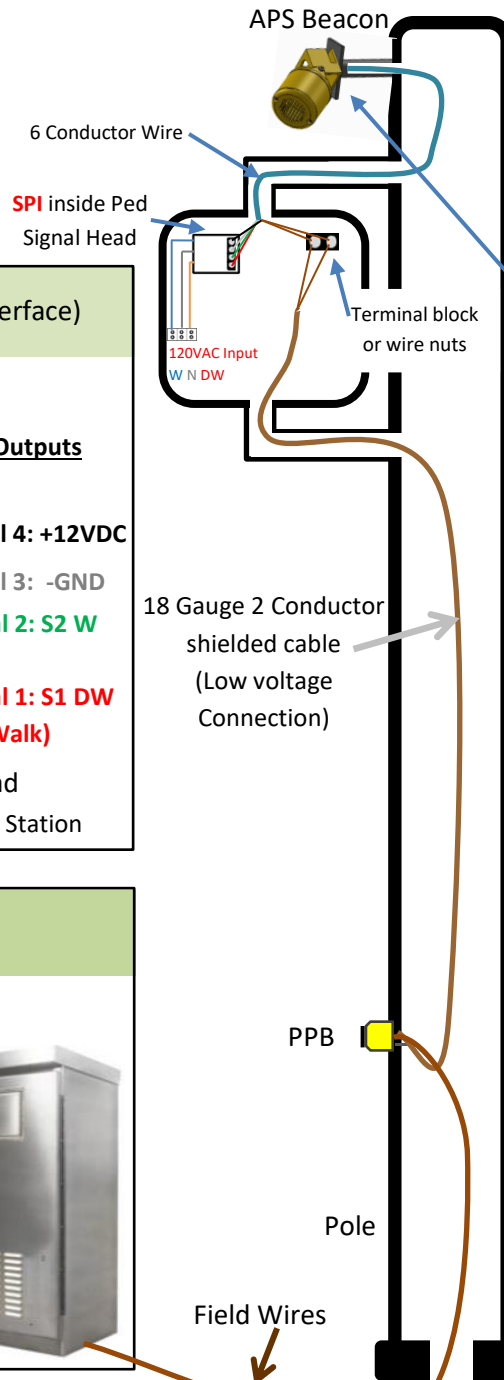 APS Beacon
6 Conductor Wire
SPI inside Ped
Signal Head
Terminal block
or wire nuts
120VAC Input
W N DW
erface)
Outputs
l 4: +12VDC
l 3: -GND
al 2: S2 W
al 1: S1 DW
Walk)
nd
Station
18 Gauge 2 Conductor
shielded cable
(Low voltage
Connection)
PPB
Pole
Field Wires